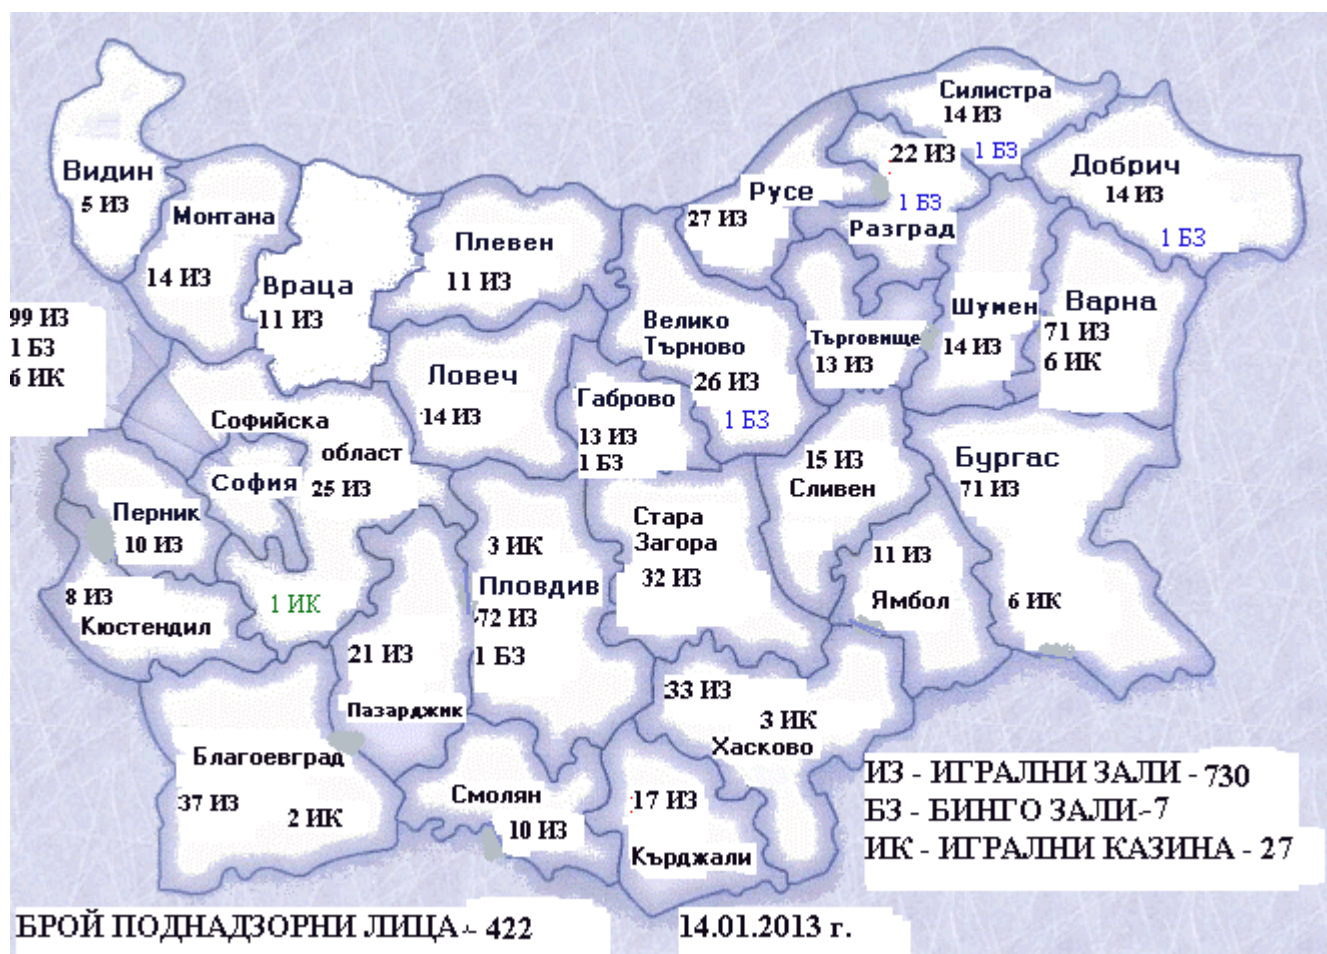 Силистра
14 ИЗ
1 БЗ
22 ИЗ
1 БЗ
Разград
Добрич
14 ИЗ
1 БЗ
Русе
27 ИЗ
Видин
5 ИЗ
Монтана
14 ИЗ
Враца
11 ИЗ
Плевен
11 ИЗ
Велико
Търново
26 ИЗ
1 БЗ
Търговище
13 ИЗ
Шумен
14 ИЗ
Варна
71 ИЗ
6 ИК
99 ИЗ
1 БЗ
6 ИК
Ловеч
14 ИЗ
Габрово
13 ИЗ
1 БЗ
Софийска
област
25 ИЗ
София
1 ИК
15 ИЗ
Сливен
Бургас
71 ИЗ
6 ИК
Перник
10 ИЗ
Стара
Загора
32 ИЗ
3 ИК
Пловдив
72 ИЗ
1 БЗ
11 ИЗ
Ямбол
8 ИЗ
Кюстендил
21 ИЗ
Пазарджик
33 ИЗ
3 ИК
Хасково
Благоевград
37 ИЗ
2 ИК
Смолян
10 ИЗ
17 ИЗ
Кърджали
ИЗ - ИГРАЛНИ ЗАЛИ - 730
БЗ - БИНГО ЗАЛИ-7
ИК - ИГРАЛНИ КАЗИНА - 27
БРОЙ ПОДНАДЗОРНИ ЛИЦА - 422
14.01.2013 г.